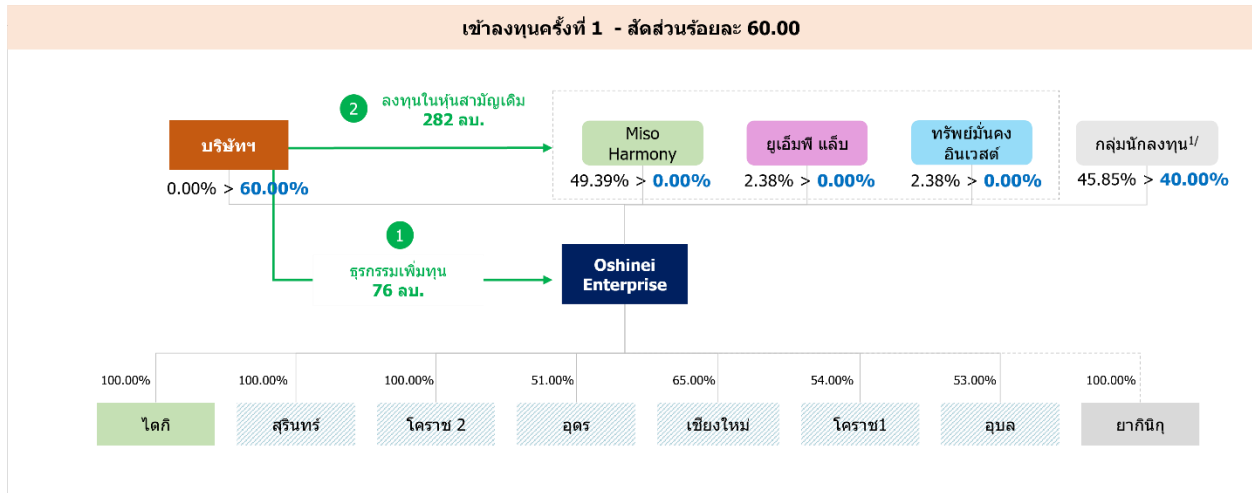 เข้าลงทุนครั้งที่ 1 - สัดส่วนร้อยละ 60.00
2
ลงทุนในหุ้นสามัญเดิม
282 ลบ.
บริษัทฯ
Miso
Harmony
ยูเอ็มพี แล็บ
ทรัพย์มั่นคง
อินเวสต์
กลุ่มนักลงทุน1/
0.00% > 60.00%
49.39% > 0.00%
2.38% > 0.00%
2.38% > 0.00%
45.85% > 40.00%
1
ธุรกรรมเพิ่มทุน
76 ลบ.
Oshinei
Enterprise
100.00%
100.00%
100.00%
51.00%
65.00%
54.00%
53.00%
100.00%
ไดกิ
สุรินทร์
โคราช 2
อุดร
เชียงใหม่
โคราช1
อุบล
ยากินิกุ